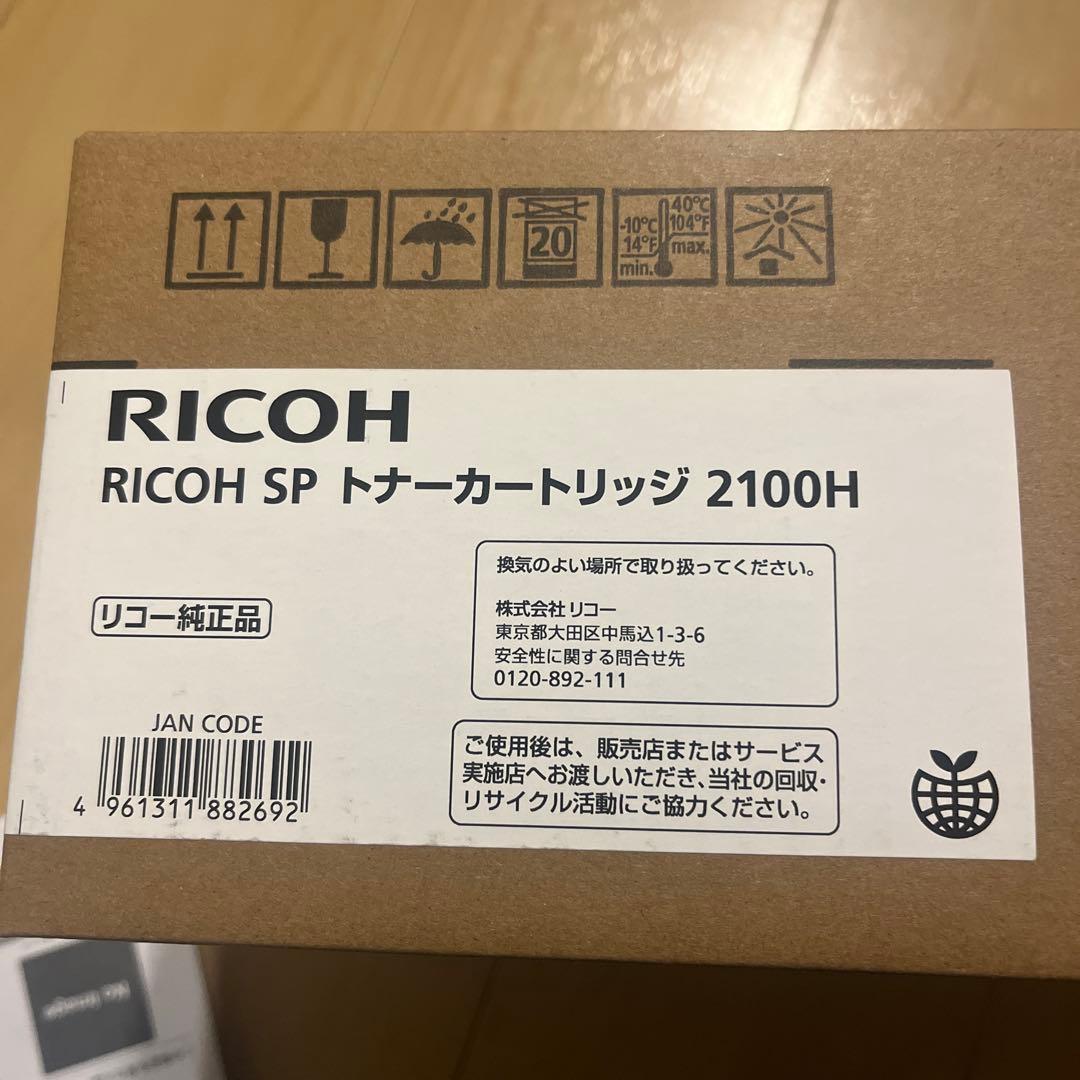 20
-10℃
14℉
min.
40℃
104℉
max.
RICOH
RICOH SP トナーカートリッジ 2100H
リコー純正品
換気のよい場所で取り扱ってください。
株式会社リコー
東京都大田区中馬込1-3-6
安全性に関する問合せ先
0120-892-111
JAN CODE
4 961311 882692
ご使用後は、販売店またはサービス
実施店へお渡しいただき、当社の回収・
リサイクル活動にご協力ください。
No Image